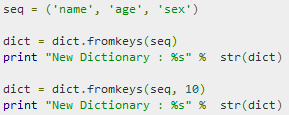 seq = ('name', 'age', 'sex')
dict = dict.fromkeys(seq)
print "New Dictionary : %s" %  str(dict)
dict = dict.fromkeys(seq, 10)
print "New Dictionary : %s" %  str(dict)